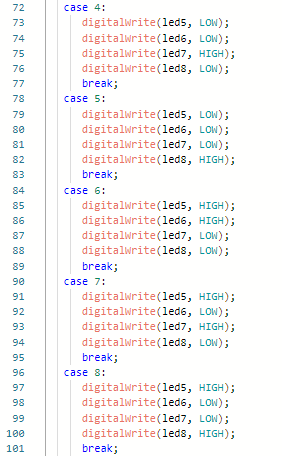 72 case 4:
73 digitalWrite(led5, LOW);
74 digitalWrite(led6, LOW);
75 digitalWrite(led7, HIGH);
76 digitalWrite(led8, LOW);
77 break;
78 case 5:
79 digitalWrite(led5, LOW);
80 digitalWrite(led6, LOW);
81 digitalWrite(led7, LOW);
82 digitalWrite(led8, HIGH);
83 break;
84 case 6:
85 digitalWrite(led5, HIGH);
86 digitalWrite(led6, HIGH);
87 digitalWrite(led7, LOW);
88 digitalWrite(led8, LOW);
89 break;
90 case 7:
91 digitalWrite(led5, HIGH);
92 digitalWrite(led6, LOW);
93 digitalWrite(led7, HIGH);
94 digitalWrite(led8, LOW);
95 break;
96 case 8:
97 digitalWrite(led5, HIGH);
98 digitalWrite(led6, LOW);
99 digitalWrite(led7, LOW);
100 digitalWrite(led8, HIGH);
101 break;